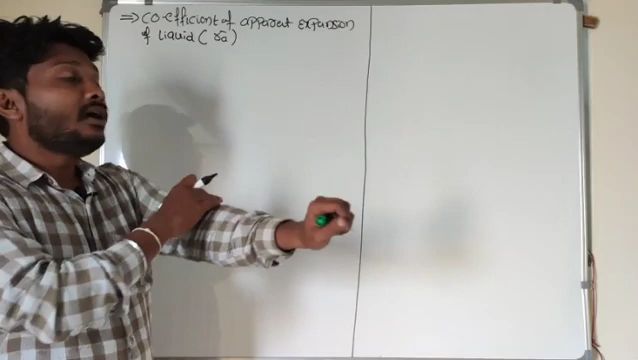 ⇒ CO-efficient of apparent expansion
of liquid ( γa )